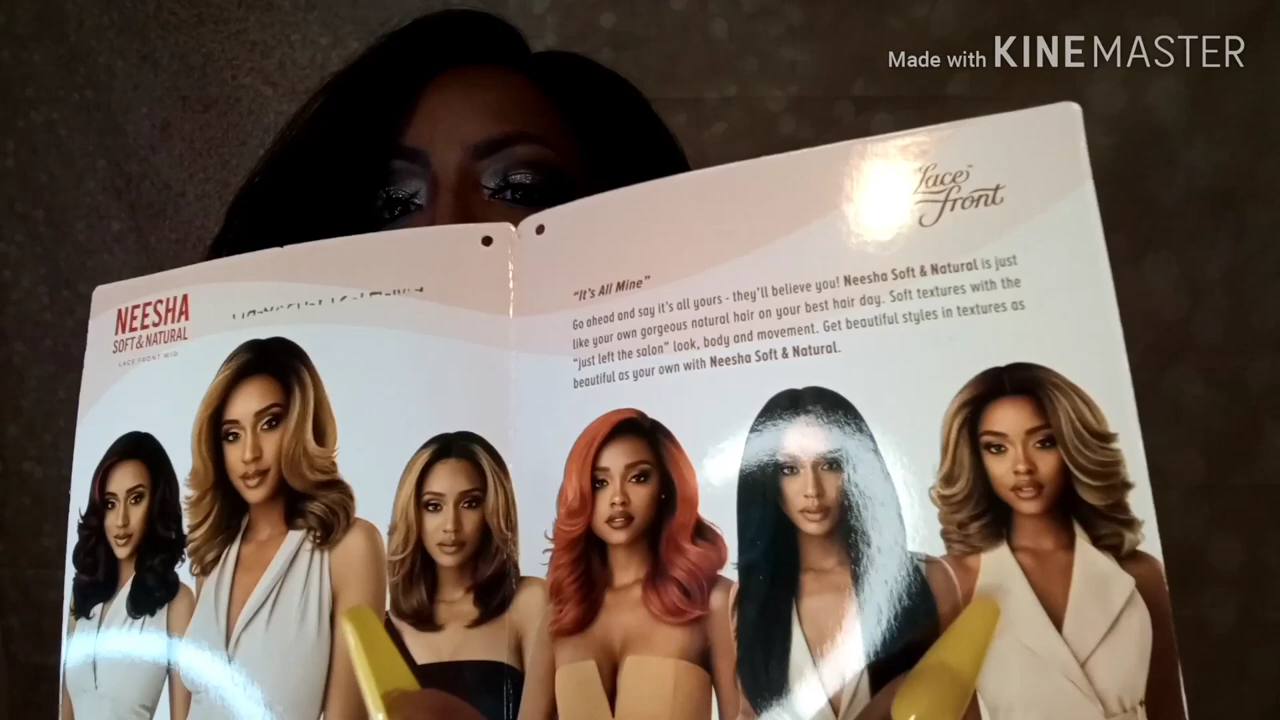 Made with KINEMASTER
Lace
front
NEESHA
SOFT & NATURAL
LACE FRONT WIG
"It's All Mine"
Go ahead and say it's all yours - they'll believe you! Neesha Soft & Natural is just
like your own gorgeous natural hair on your best hair day. Soft textures with the
"just left the salon" look, body and movement. Get beautiful styles in textures as
beautiful as your own with Neesha Soft & Natural.